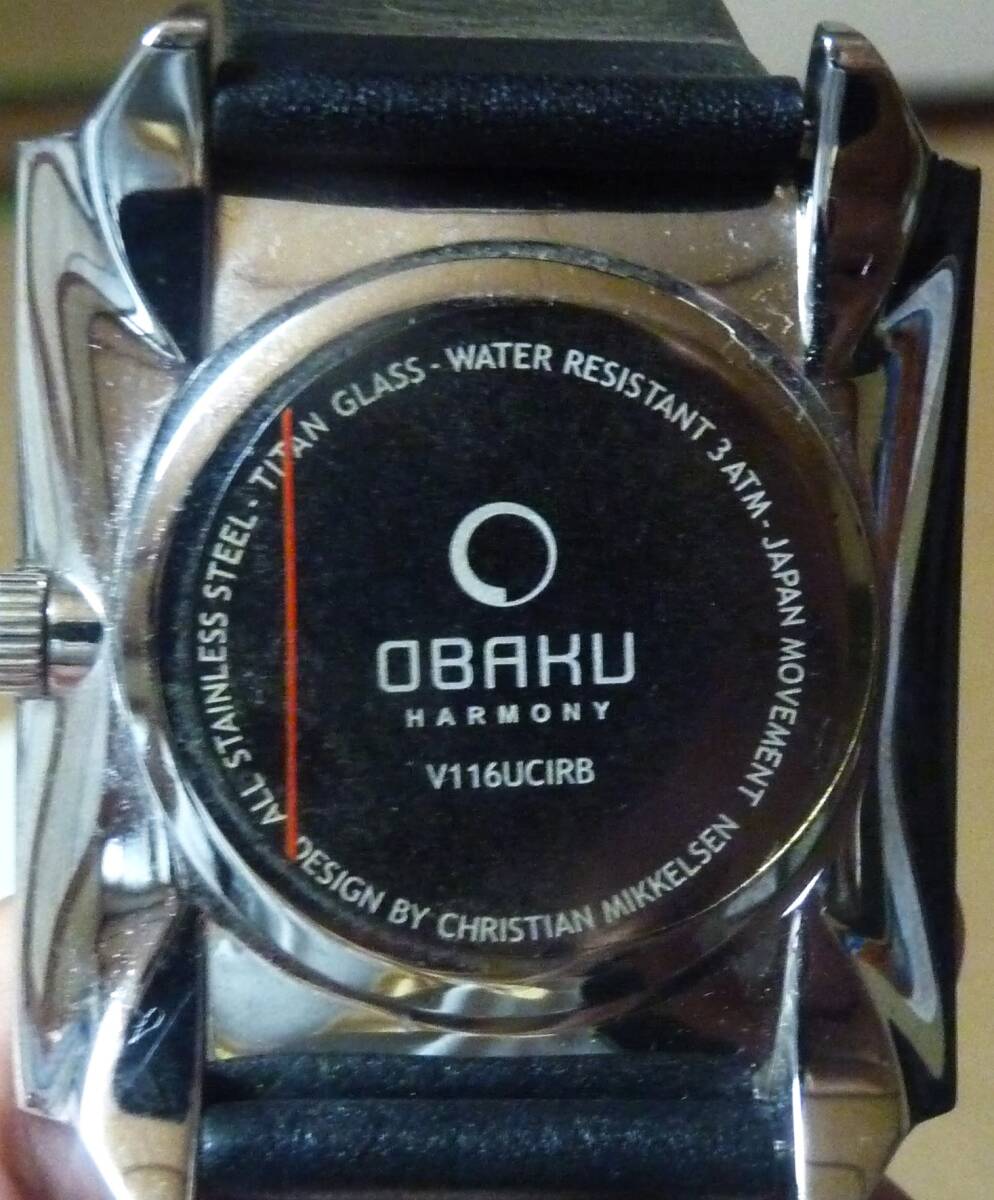 ALL STAINLESS STEEL - TITAN GLASS - WATER RESISTANT 3 ATM - JAPAN MOVEMENT
OBAKU
HARMONY
V116UCIRB
DESIGN BY CHRISTIAN MIKKELSEN